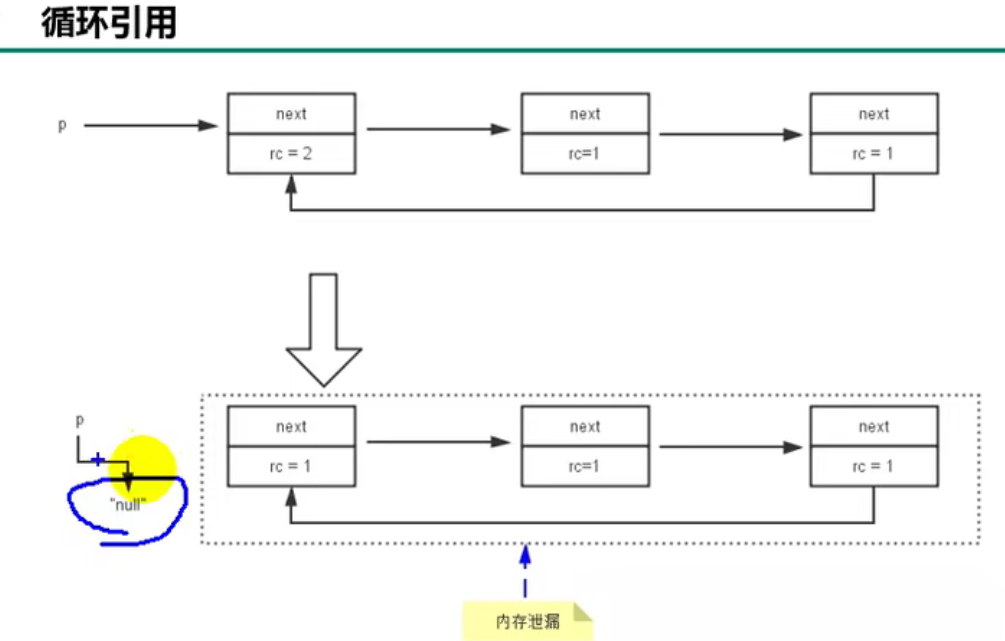 循环引用
p
next
next
next
rc = 2
rc=1
rc = 1
p
next
next
next
rc = 1
rc=1
rc = 1
"null"
内存泄漏